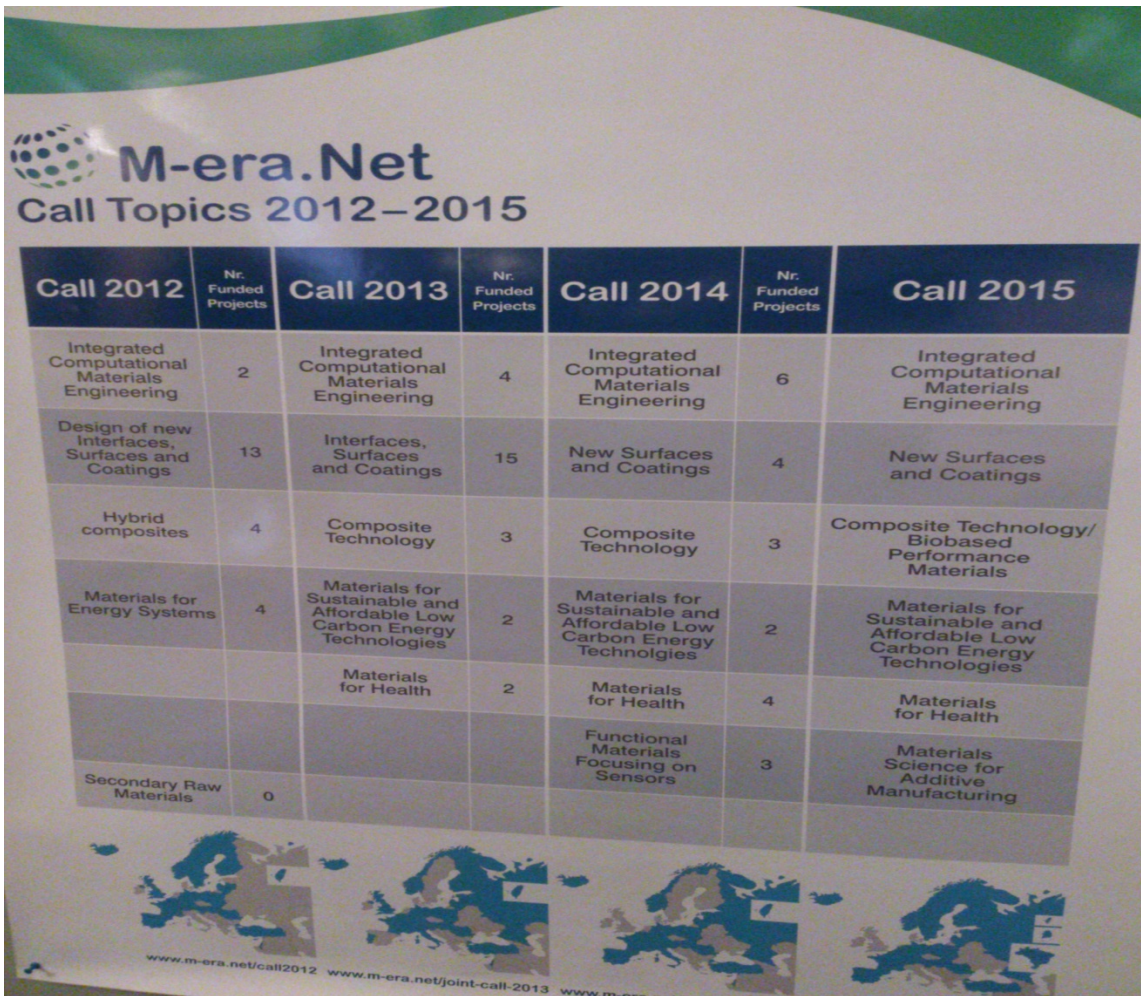 M-era.Net
Call Topics 2012–2015
Call 2012
Nr.
Funded
Projects
Call 2013
Nr.
Funded
Projects
Call 2014
Nr.
Funded
Projects
Call 2015
Integrated
Computational
Materials
Engineering
2
Integrated
Computational
Materials
Engineering
4
Integrated
Computational
Materials
Engineering
6
Integrated
Computational
Materials
Engineering
Design of new
Interfaces,
Surfaces and
Coatings
13
Interfaces,
Surfaces
and Coatings
15
New Surfaces
and Coatings
4
New Surfaces
and Coatings
Hybrid
composites
4
Composite
Technology
3
Composite
Technology
3
Composite Technology/
Biobased
Performance
Materials
Materials for
Energy Systems
4
Materials for
Sustainable and
Affordable Low
Carbon Energy
Technologies
2
Materials for
Sustainable and
Affordable Low
Carbon Energy
Technolgies
2
Materials for
Sustainable and
Affordable Low
Carbon Energy
Technologies
Materials
for Health
2
Materials
for Health
4
Materials
for Health
Functional
Materials
Focusing on
Sensors
3
Materials
Science for
Additive
Manufacturing
Secondary Raw
Materials
0
www.m-era.net/call2012
www.m-era.net/joint-call-2013